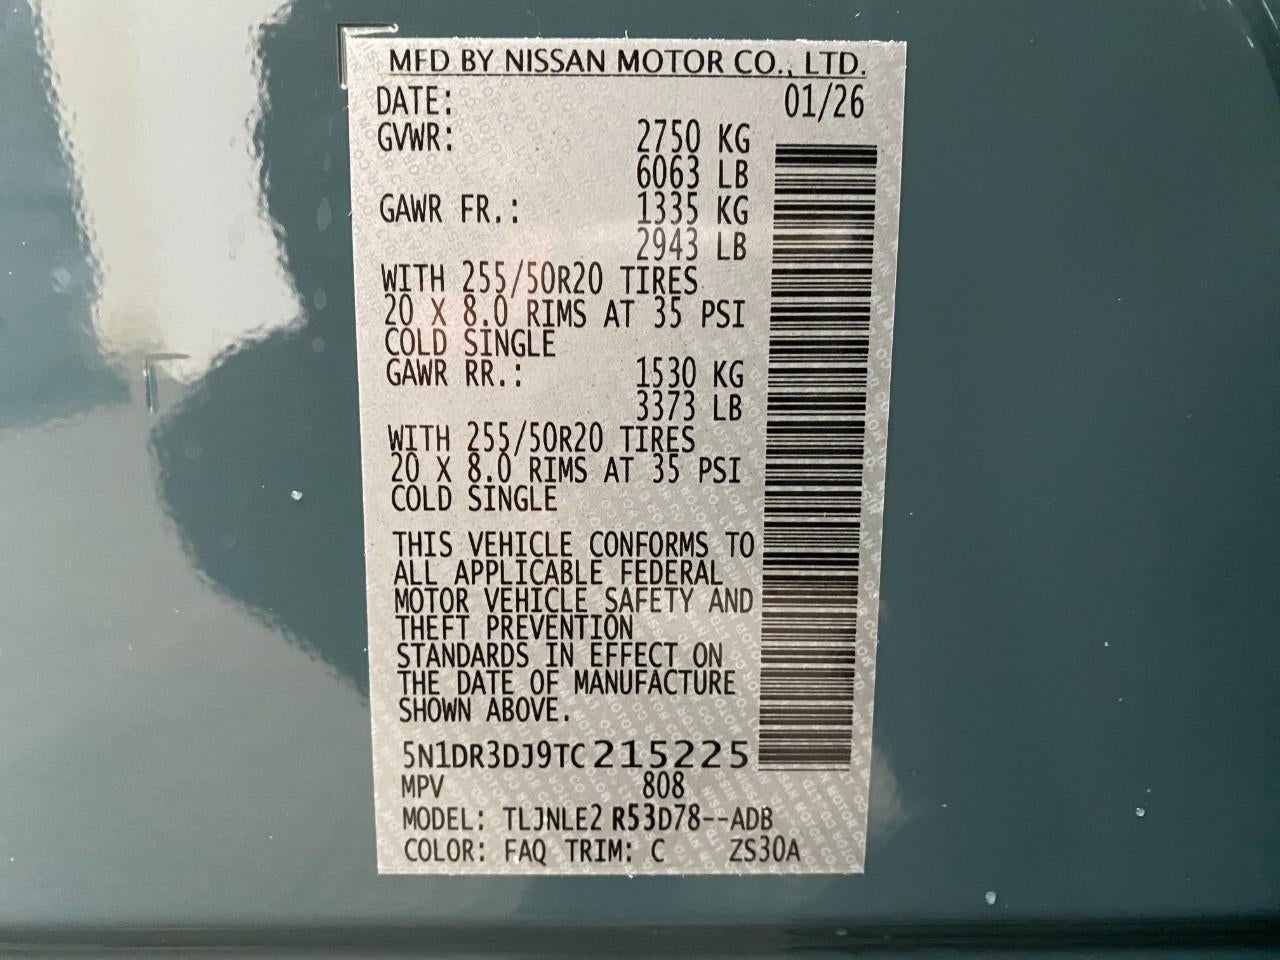 MFD BY NISSAN MOTOR CO., LTD.
DATE: 01/26
GVWR: 2750 KG
6063 LB
GAWR FR.: 1335 KG
2943 LB
WITH 255/50R20 TIRES
20 X 8.0 RIMS AT 35 PSI
COLD SINGLE
GAWR RR.: 1530 KG
3373 LB
WITH 255/50R20 TIRES
20 X 8.0 RIMS AT 35 PSI
COLD SINGLE
THIS VEHICLE CONFORMS TO
ALL APPLICABLE FEDERAL
MOTOR VEHICLE SAFETY AND
THEFT PREVENTION
STANDARDS IN EFFECT ON
THE DATE OF MANUFACTURE
SHOWN ABOVE.
5N1DR3DJ9TC215225
MPV 808
MODEL: TLJNLE2 R53D78--ADB
COLOR: FAQ TRIM: C ZS30A